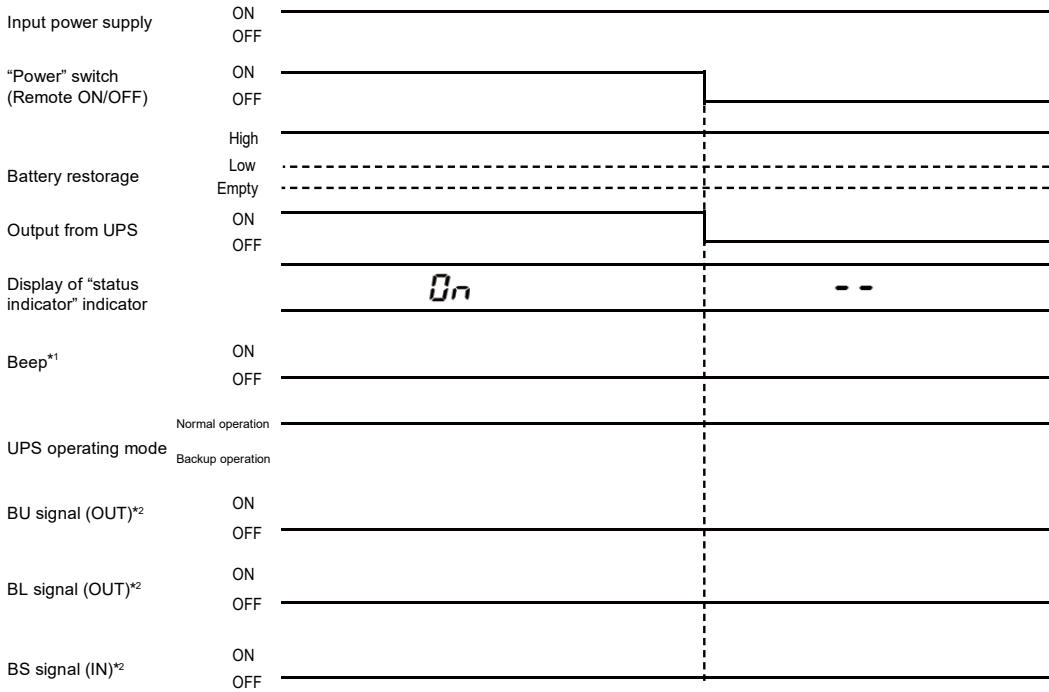 Input power supply
ON
OFF
“Power” switch
(Remote ON/OFF)
ON
OFF
Battery restorage
High
Low
Empty
Output from UPS
ON
OFF
Display of “status
indicator” indicator
On
- -
Beep*1
ON
OFF
UPS operating mode
Normal operation
Backup operation
BU signal (OUT)*2
ON
OFF
BL signal (OUT)*2
ON
OFF
BS signal (IN)*2
ON
OFF